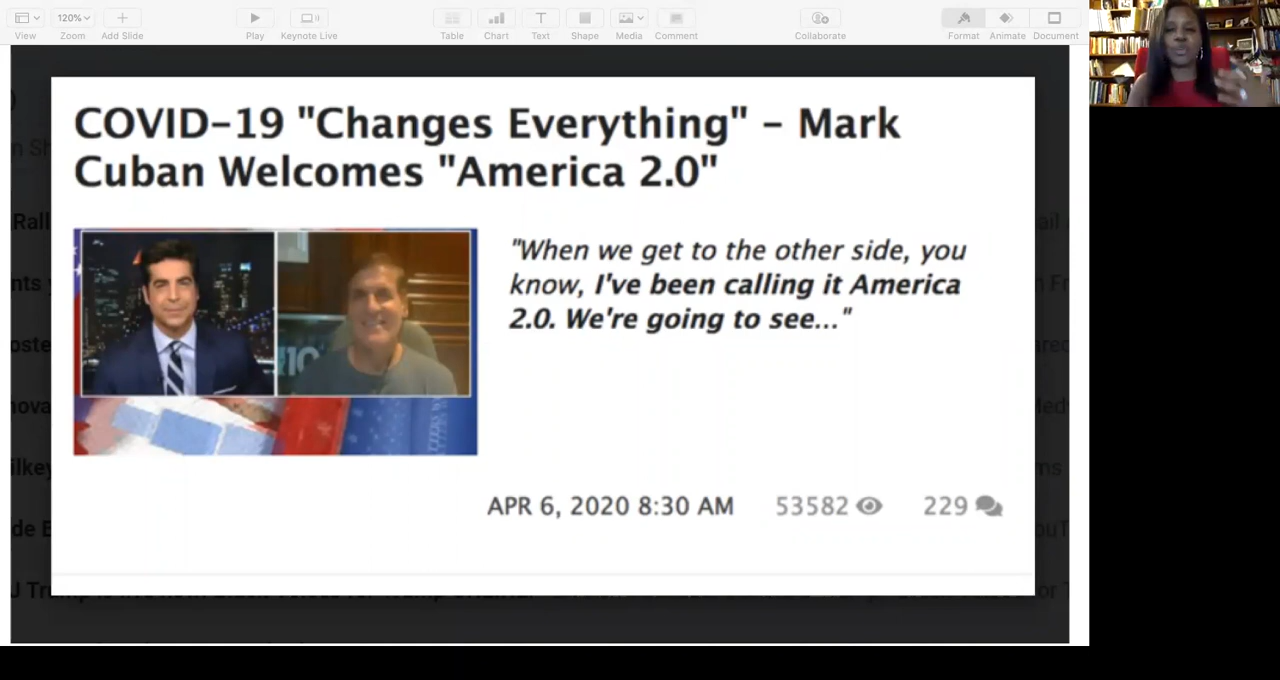 120%
View
Zoom
Add Slide
Play
Keynote Live
Table
Chart
Text
Shape
Media
Comment
Collaborate
Format
Animate
Document
COVID-19 "Changes Everything" - Mark
Cuban Welcomes "America 2.0"
"When we get to the other side, you
know, I've been calling it America
2.0. We're going to see..."
APR 6, 2020 8:30 AM
53582
229